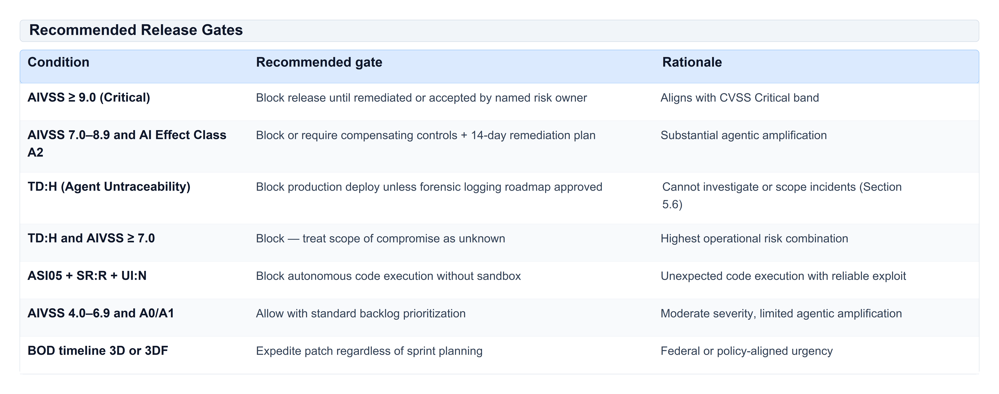 Recommended Release Gates
Condition Recommended gate Rationale
AIVSS ≥ 9.0 (Critical) Block release until remediated or accepted by named risk owner Aligns with CVSS Critical band
AIVSS 7.0–8.9 and AI Effect Class Block or require compensating controls + 14-day remediation plan Substantial agentic amplification
A2
TD:H (Agent Untraceability) Block production deploy unless forensic logging roadmap approved Cannot investigate or scope incidents (Section
5.6)
TD:H and AIVSS ≥ 7.0 Block — treat scope of compromise as unknown Highest operational risk combination
ASI05 + SR:R + UI:N Block autonomous code execution without sandbox Unexpected code execution with reliable exploit
AIVSS 4.0–6.9 and A0/A1 Allow with standard backlog prioritization Moderate severity, limited agentic amplification
BOD timeline 3D or 3DF Expedite patch regardless of sprint planning Federal or policy-aligned urgency